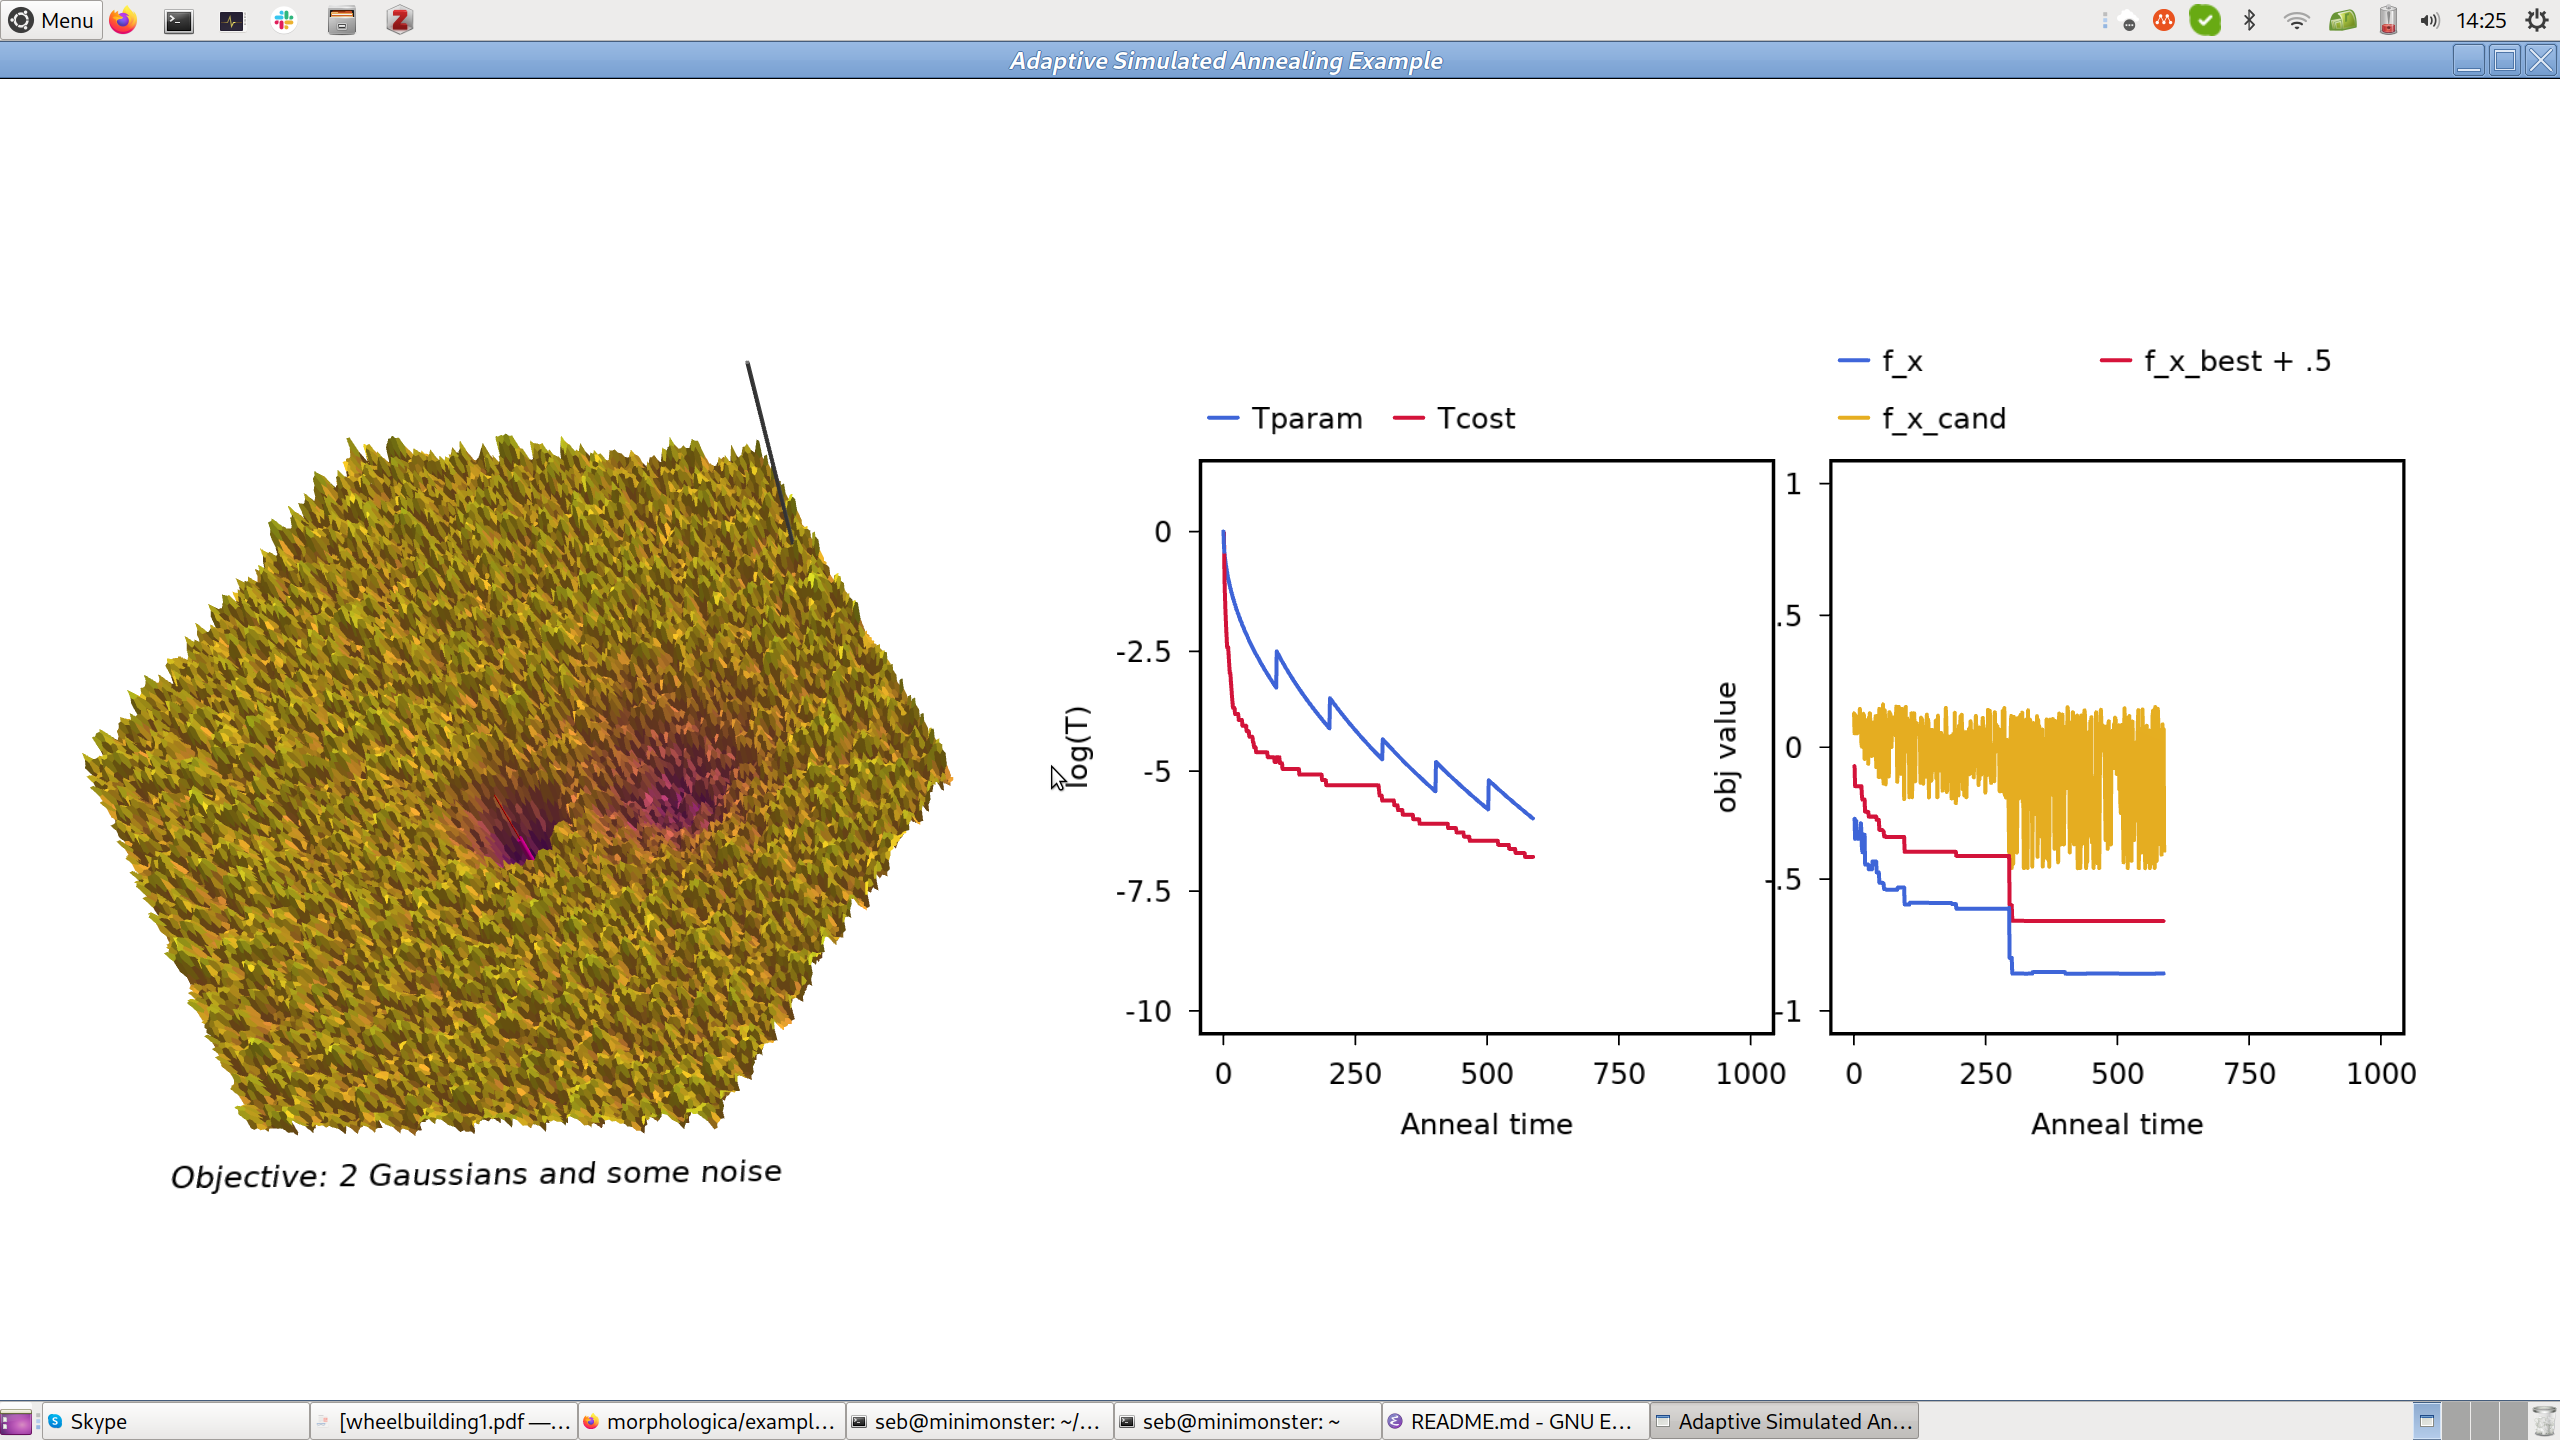 Menu
14:25
Adaptive Simulated Annealing Example
f_x
f_x_best + .5
f_x_cand
Tparam
Tcost
0
-2.5
-5
-7.5
-10
log(T)
0
250
500
750
1000
Anneal time
1
.5
0
-.5
-1
obj value
0
250
500
750
1000
Anneal time
Objective: 2 Gaussians and some noise
Skype
[wheelbuilding1.pdf —...
morphologica/exampl...
seb@minimonster: ~/...
seb@minimonster: ~
README.md - GNU E...
Adaptive Simulated An...